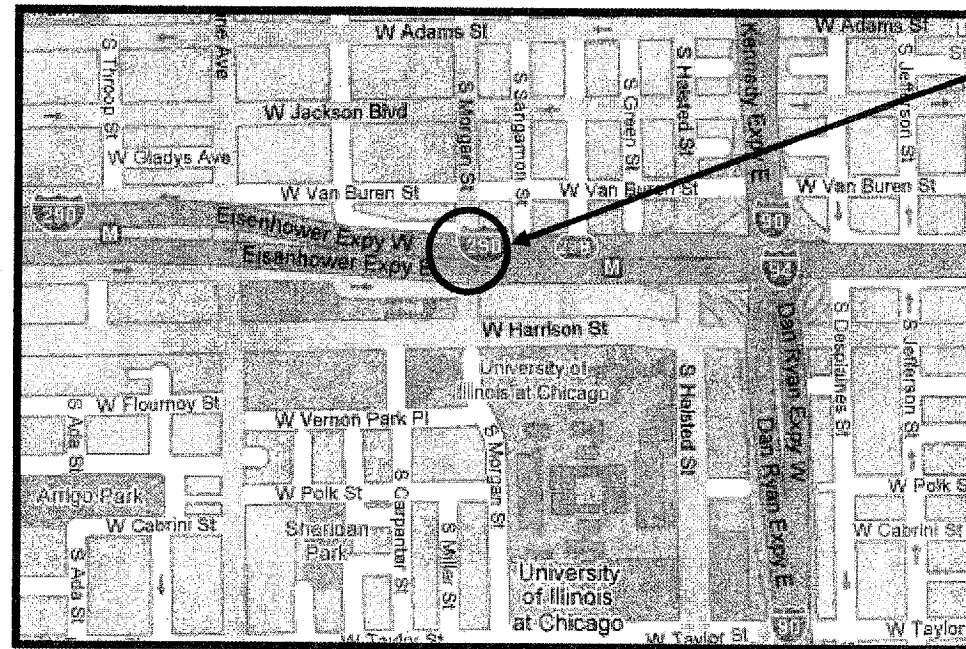 W Adams St
W Adams St
S Throop St
ne Ave
S Morgan St
S Sangamon St
S Green St
S Halsted St
Kennedy Expy E
S Jefferson St
S
W Jackson Blvd
W Gladys Ave
W Van Buren St
W Van Buren St
W Van Buren St
290
Eisenhower Expy W
290
90
M
Eisenhower Expy E
M
94
W Harrison St
Dan Ryan Expy W
S Desplaines St
S Jefferson St
University of
Illinois at Chicago
S Halsted St
W Flournoy St
W Vernon Park Pl
S Ada St
S Morgan St
Dan Ryan Expy E
Arrigo Park
W Polk St
S Carpenter St
W Polk S
W Cabrini St
Sheridan
Park
S Miller St
W Cabrini St
S Ada St
University
of Illinois
at Chicago
W Taylor St
W Taylor St
90
W Taylor